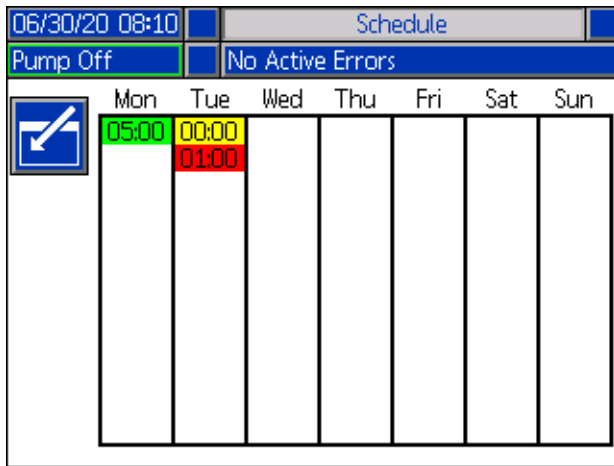 06/30/20 08:10 Schedule
Pump Off No Active Errors
Mon Tue Wed Thu Fri Sat Sun
05:00 00:00
01:00